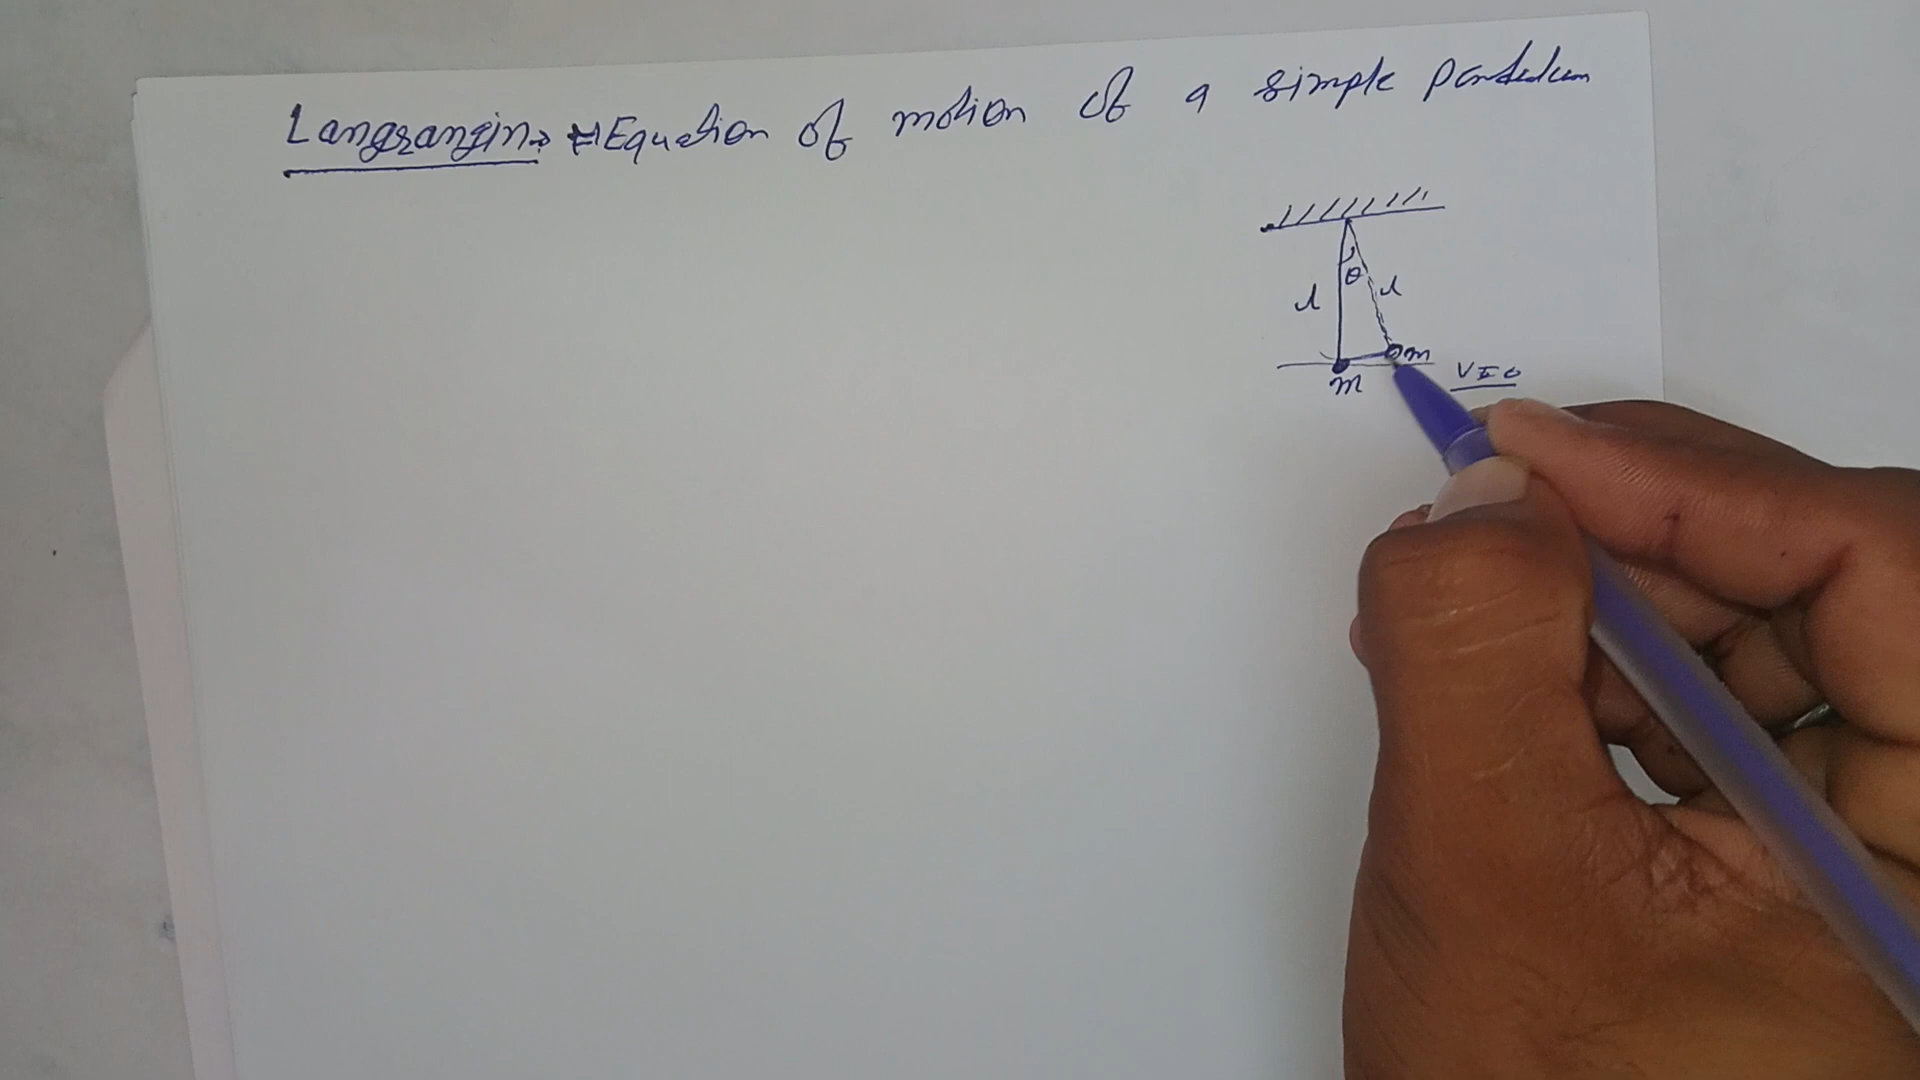 Langrangin:- Equation of motion of a simple pendulum
θ
l l
m
m
V=0